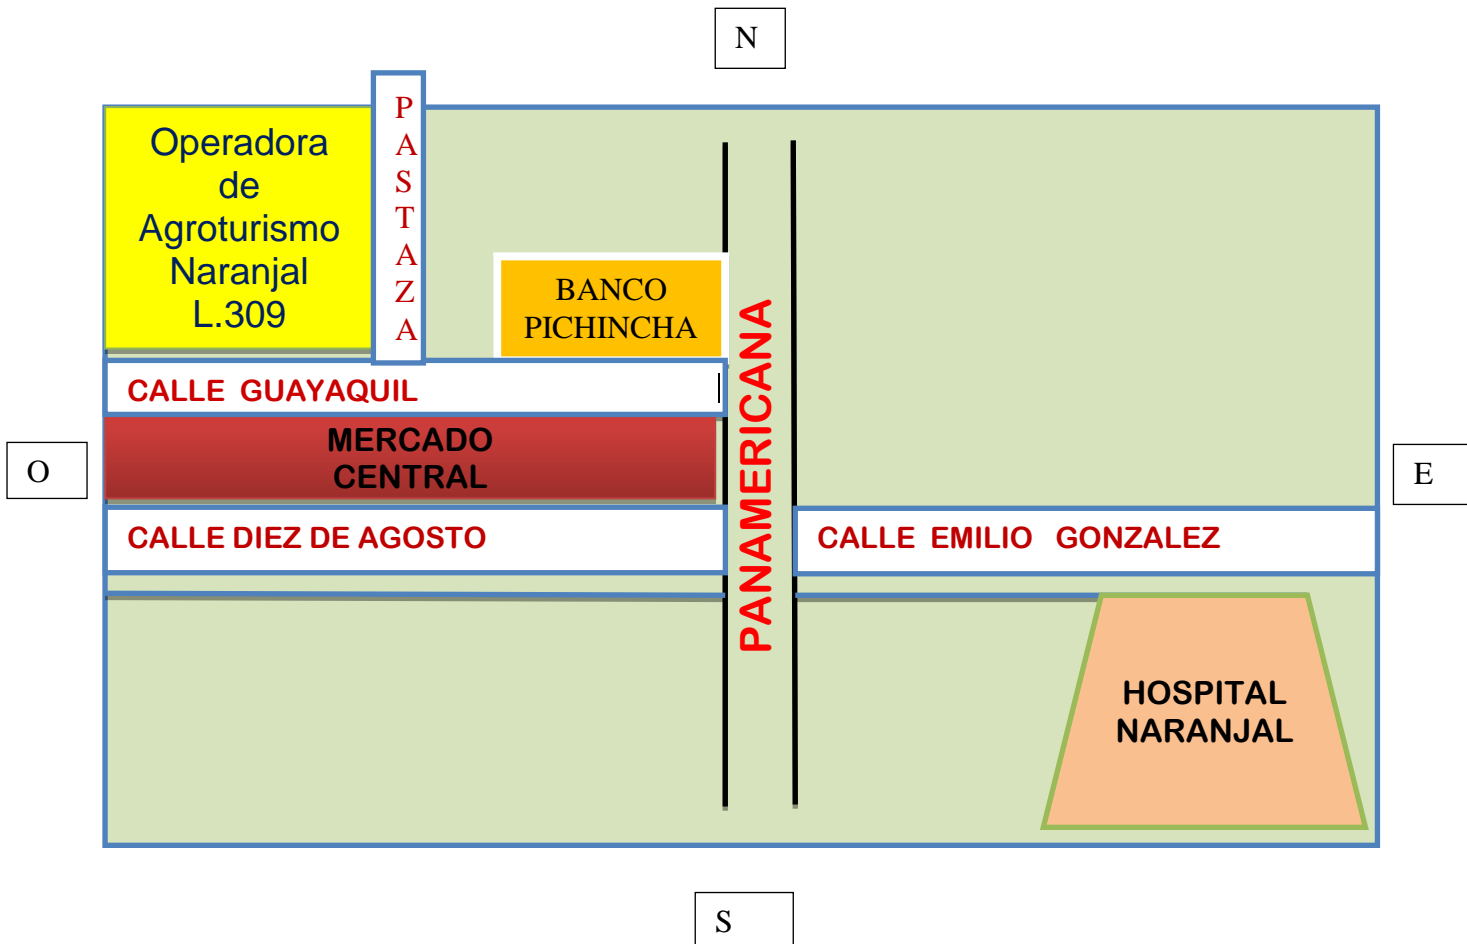 N
PASTAZA
Operadora
de
Agroturismo
Naranjal
L.309
BANCO
PICHINCHA
PANAMERICANA
CALLE GUAYAQUIL
MERCADO
CENTRAL
O
E
CALLE DIEZ DE AGOSTO
CALLE EMILIO GONZALEZ
HOSPITAL
NARANJAL
S